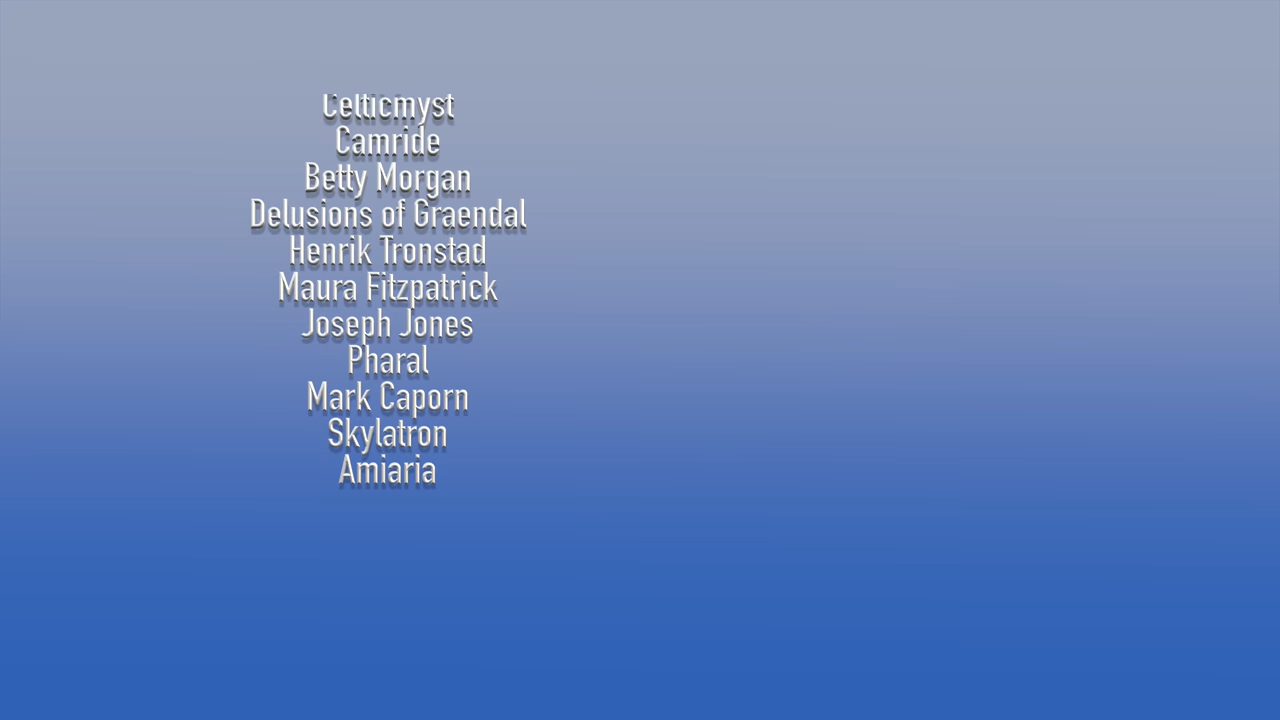 Celticmyst
Camride
Betty Morgan
Delusions of Graendal
Henrik Tronstad
Maura Fitzpatrick
Joseph Jones
Pharal
Mark Caporn
Skylatron
Amiaria